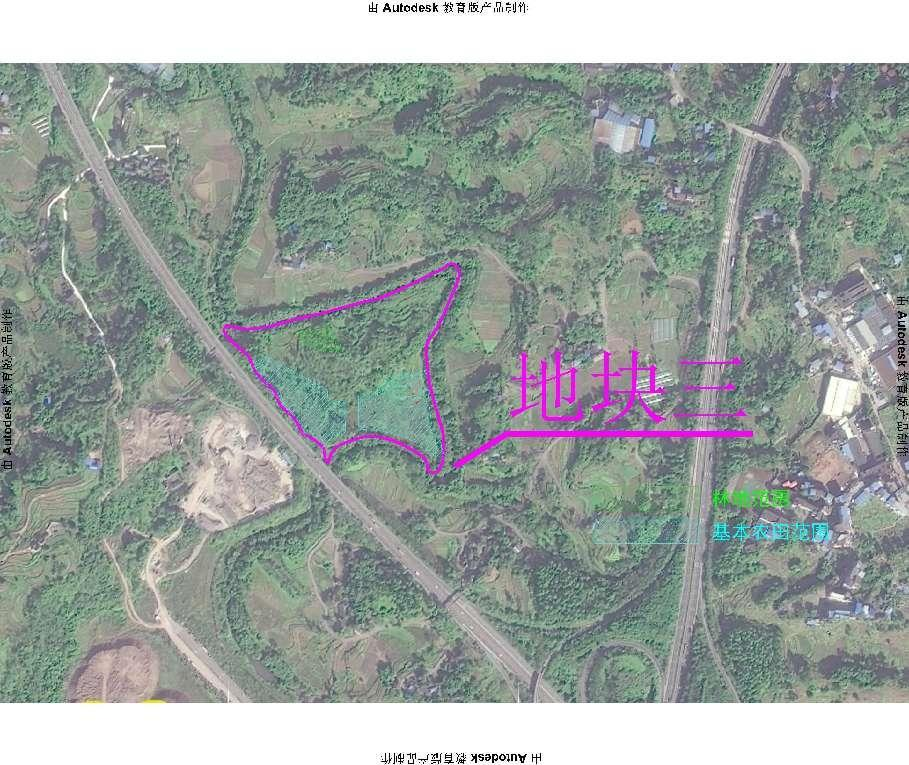 由 Autodesk 教育版产品制作
由 Autodesk 教育版产品制作
由 Autodesk 教育版产品制作
地块三
林地范围
基本农田范围
由 Autodesk 教育版产品制作